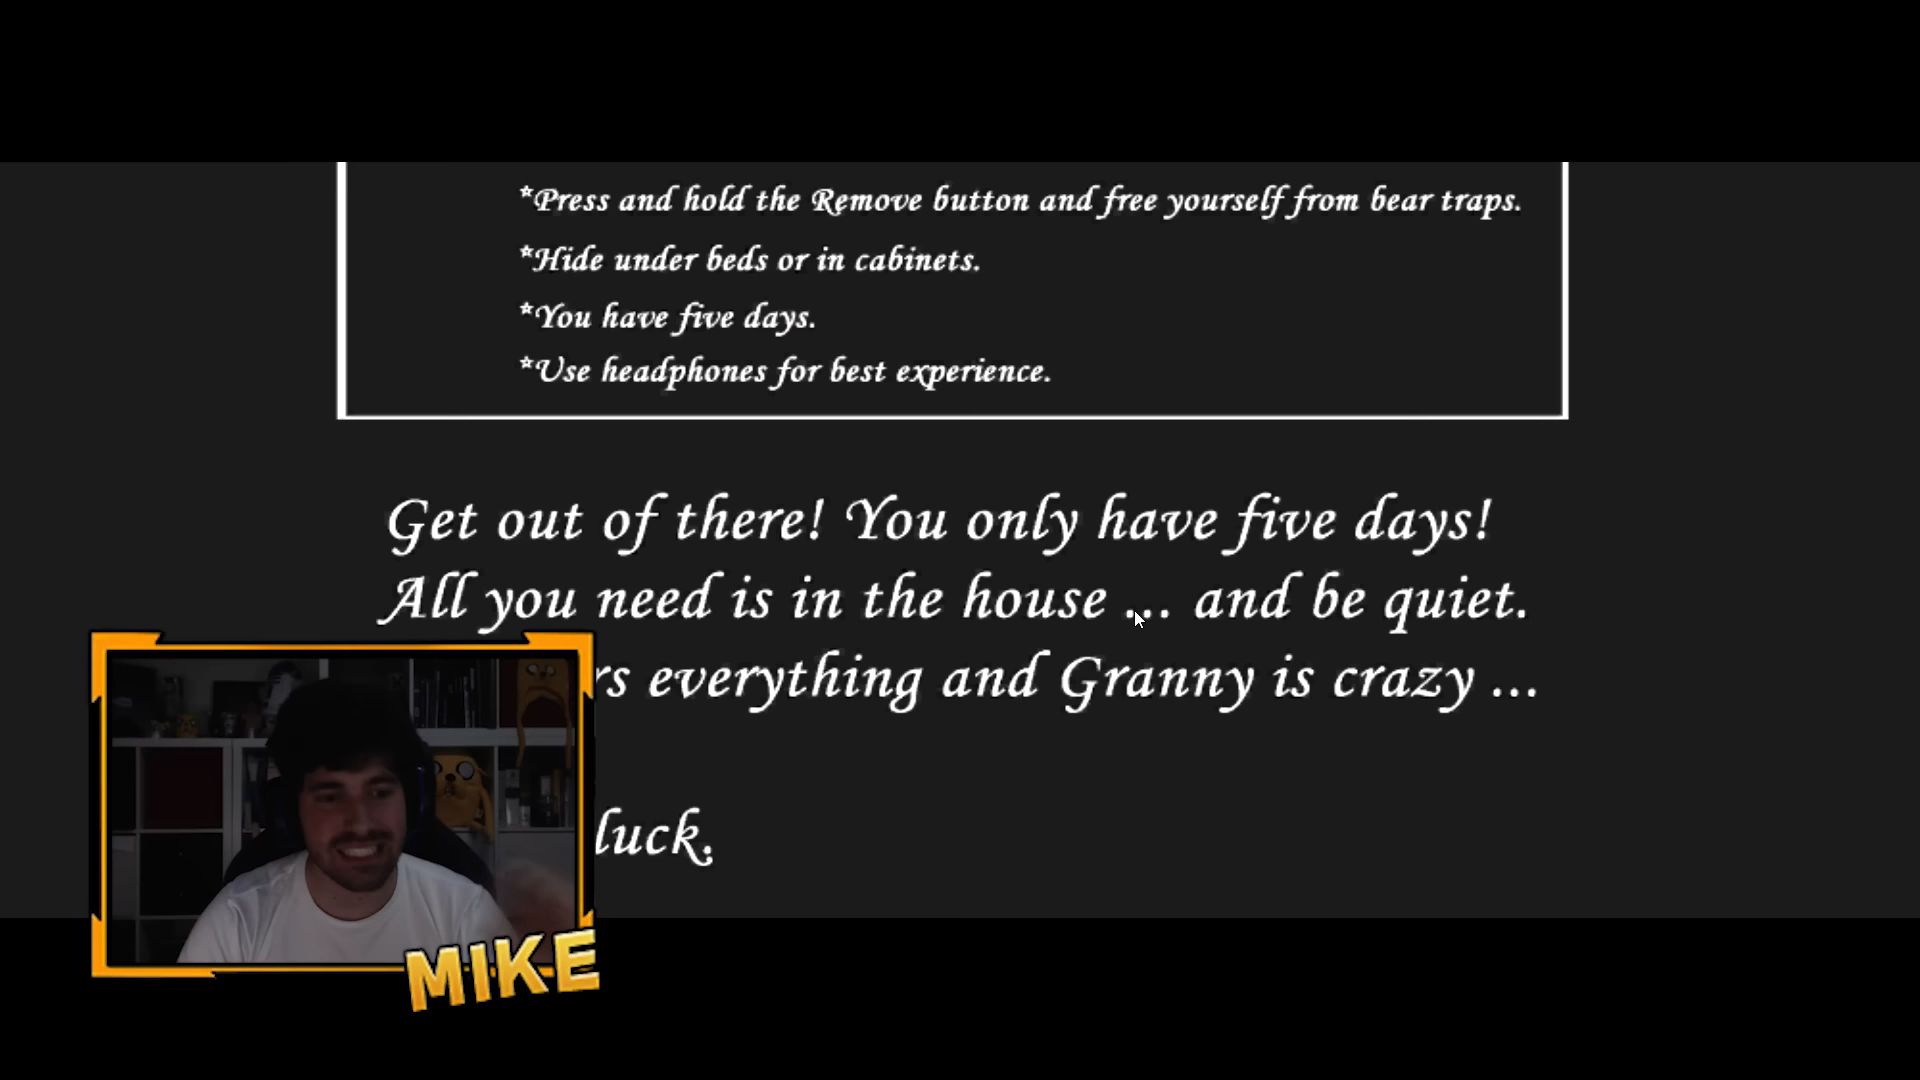 *Press and hold the Remove button and free yourself from bear traps.
*Hide under beds or in cabinets.
*You have five days.
*Use headphones for best experience.
Get out of there! You only have five days!
All you need is in the house ... and be quiet.
rs everything and Granny is crazy ...
luck.
MIKE